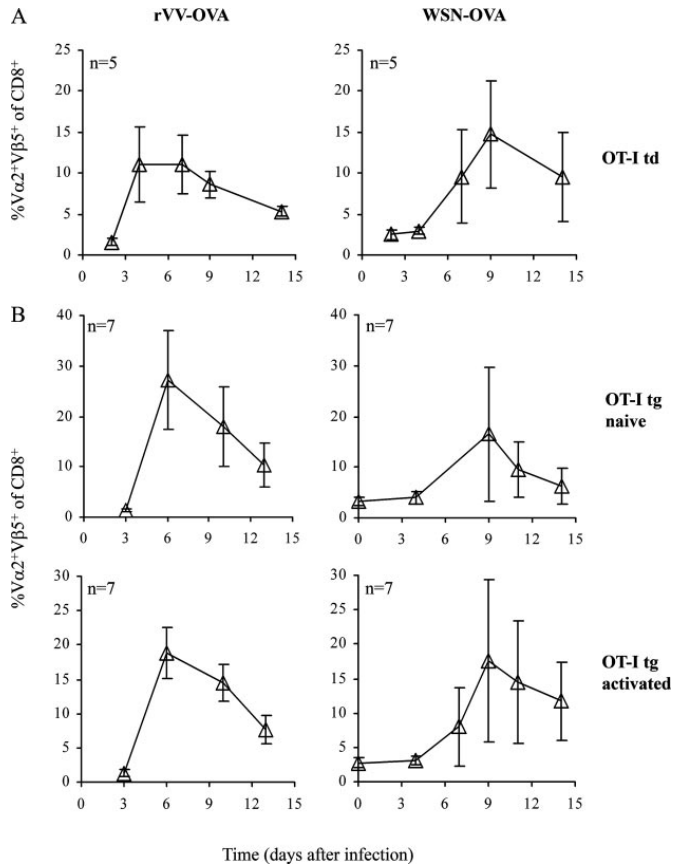 A
rVV-OVA
WSN-OVA
%Vα2⁺Vβ5⁺ of CD8⁺
25
20
15
10
5
0
n=5
0 3 6 9 12 15
25
20
15
10
5
0
n=5
0 3 6 9 12 15
OT-I td
B
%Vα2⁺Vβ5⁺ of CD8⁺
40
30
20
10
0
n=7
0 3 6 9 12 15
40
30
20
10
0
n=7
0 3 6 9 12 15
OT-I tg
naive
30
25
20
15
10
5
0
n=7
0 3 6 9 12 15
30
25
20
15
10
5
0
n=7
0 3 6 9 12 15
OT-I tg
activated
Time (days after infection)